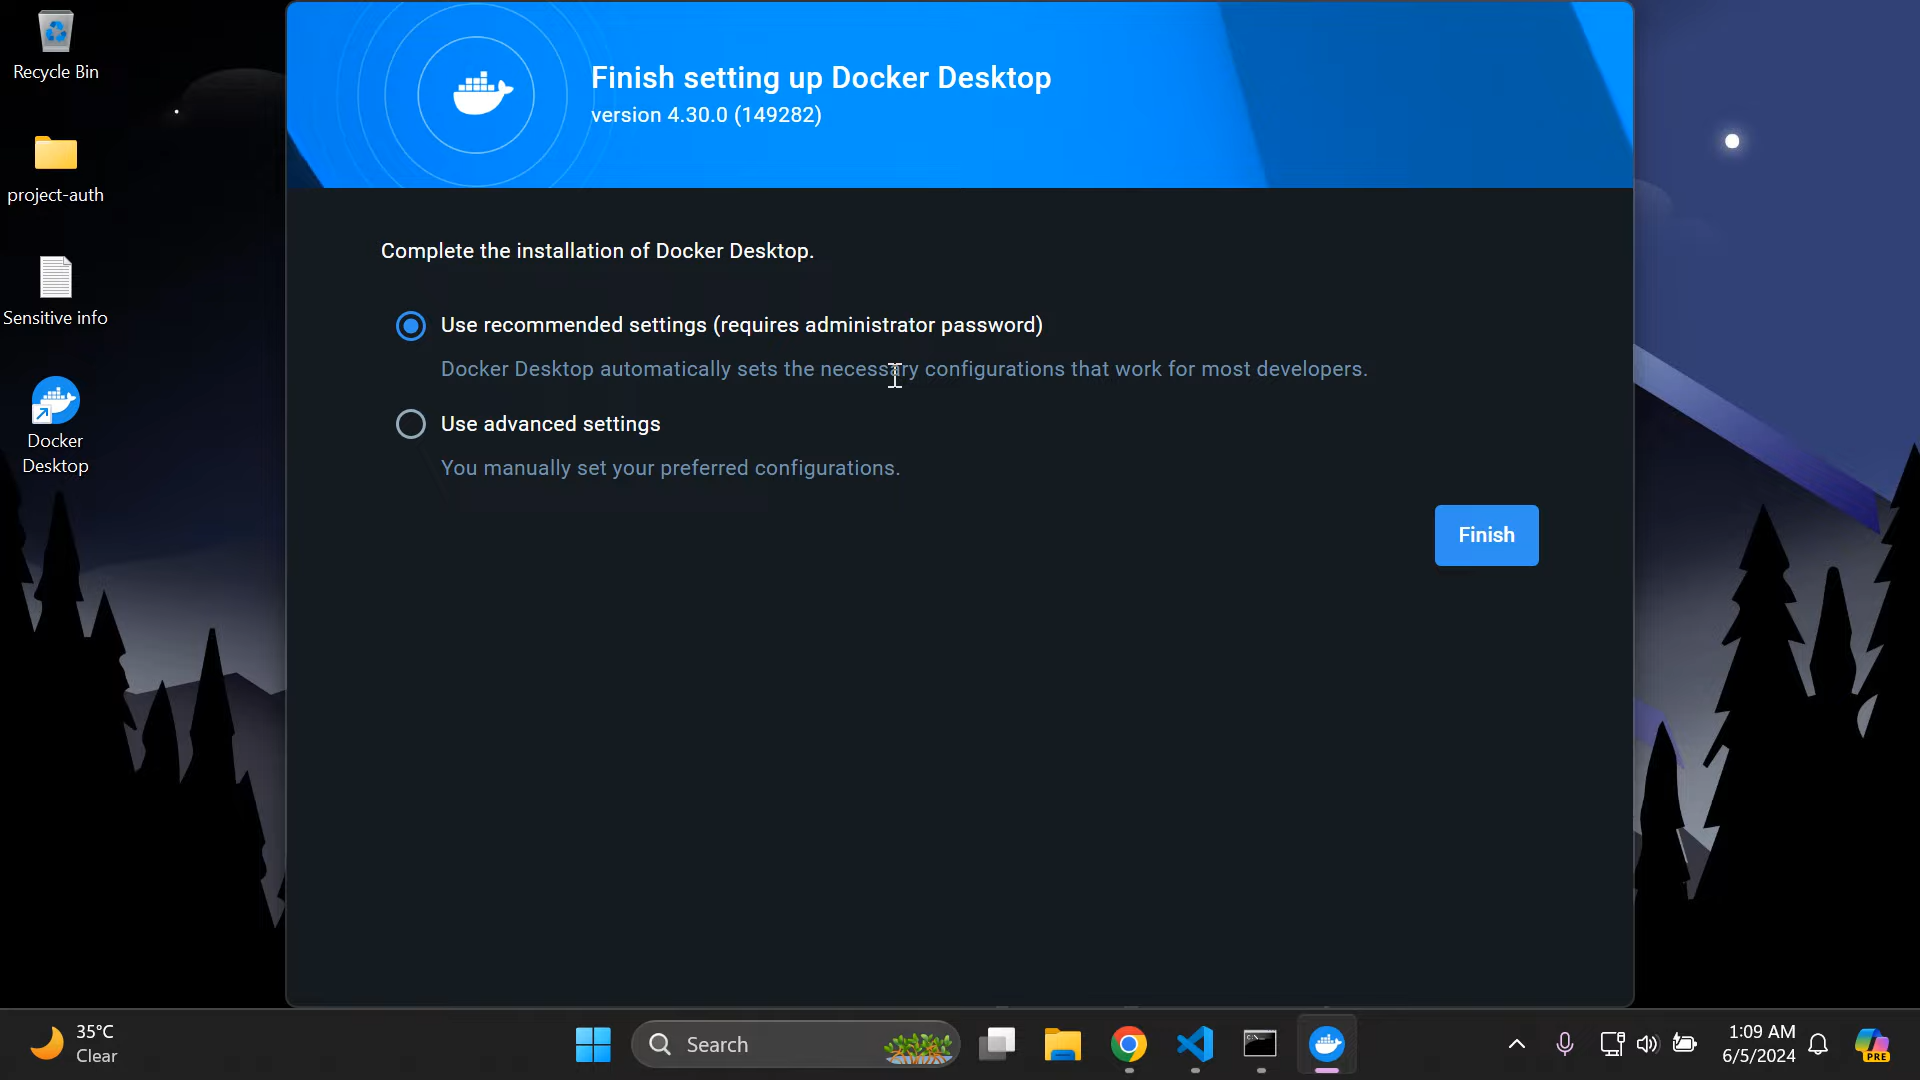 Recycle Bin
project-auth
Sensitive info
Docker
Desktop
Finish setting up Docker Desktop
version 4.30.0 (149282)
Complete the installation of Docker Desktop.
Use recommended settings (requires administrator password)
Docker Desktop automatically sets the necessary configurations that work for most developers.
Use advanced settings
You manually set your preferred configurations.
Finish
35°C
Clear
Search
1:09 AM
6/5/2024
PRE